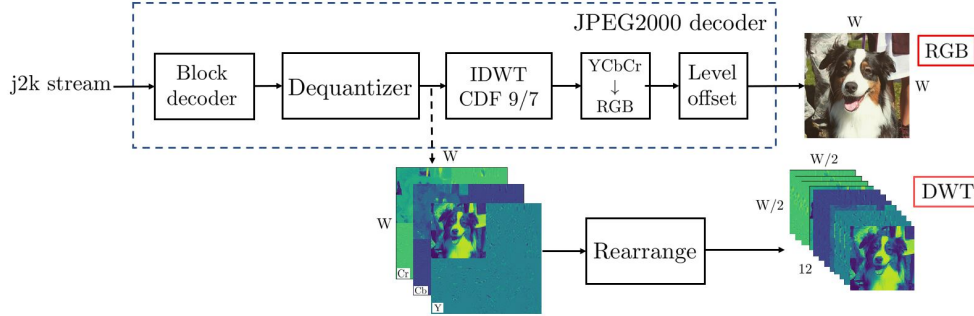 JPEG2000 decoder
W
RGB
j2k stream
Block
decoder
Dequantizer
IDWT
CDF 9/7
YCbCr
↓
RGB
Level
offset
W
W
W/2
DWT
W
W/2
Rearrange
Cr
Cb
Y
12